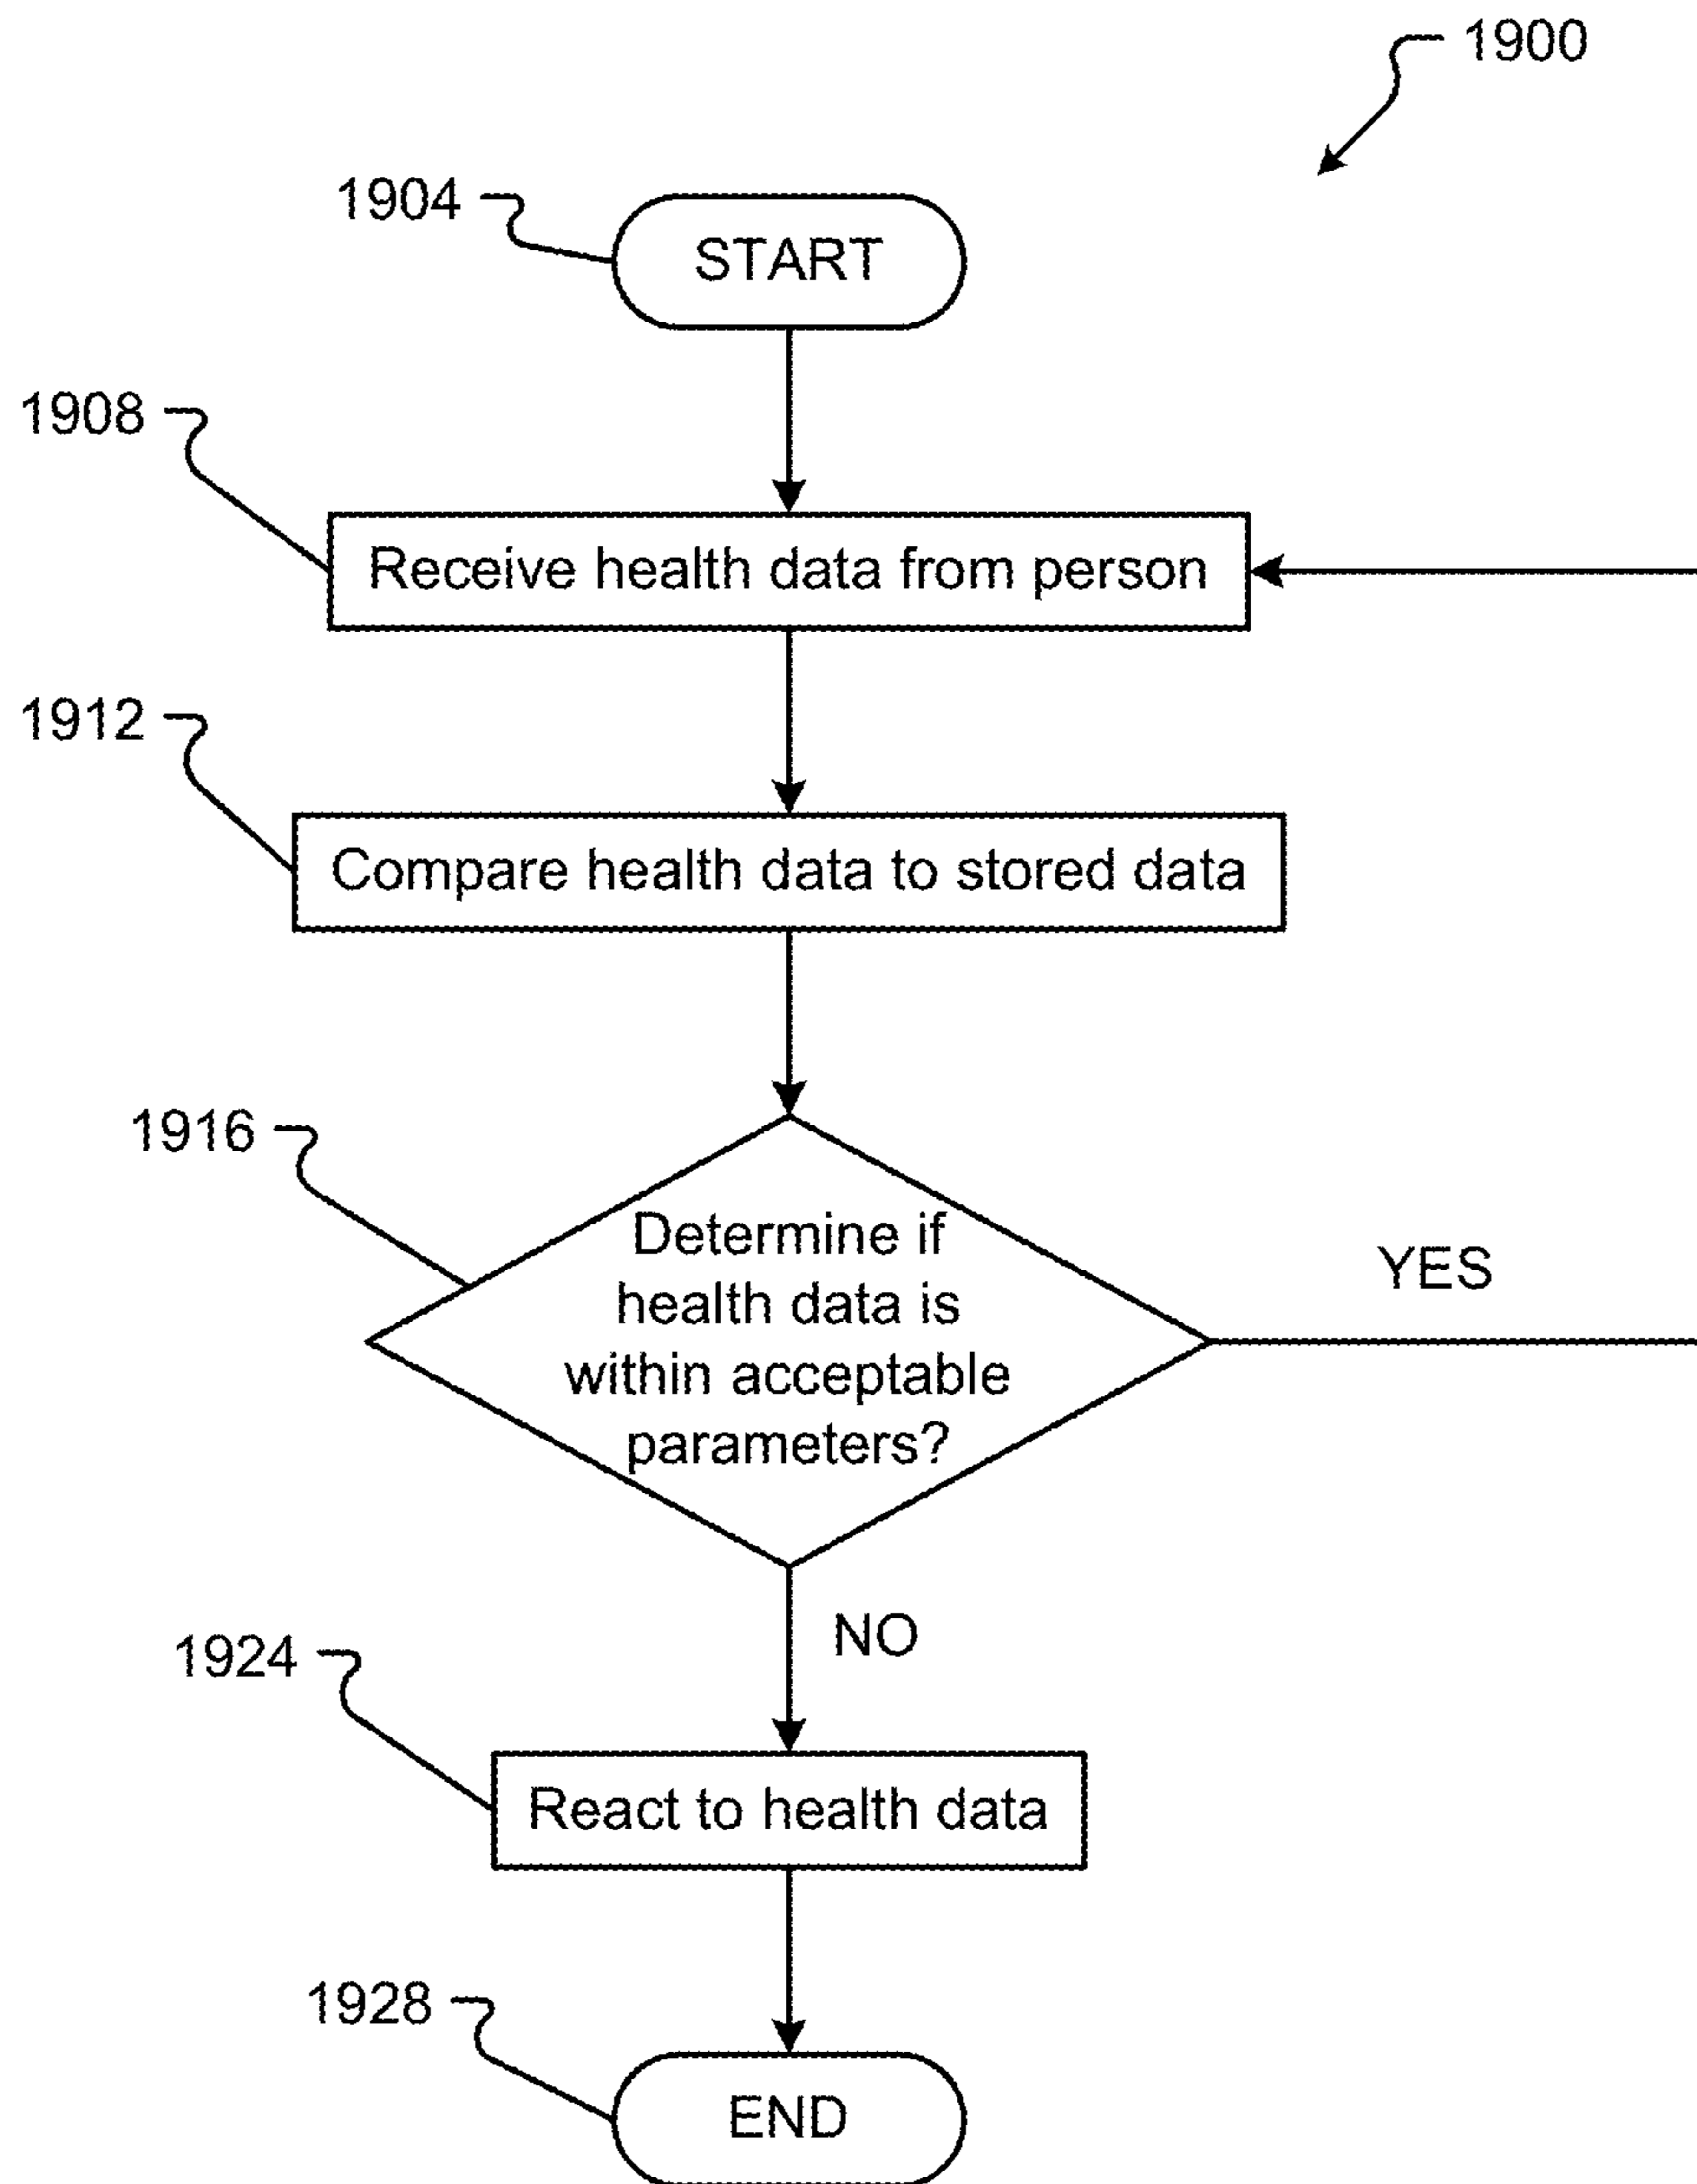 1900
1904
START
1908
Receive health data from person
1912
Compare health data to stored data
1916
Determine if
health data is
within acceptable
parameters?
YES
NO
1924
React to health data
1928
END